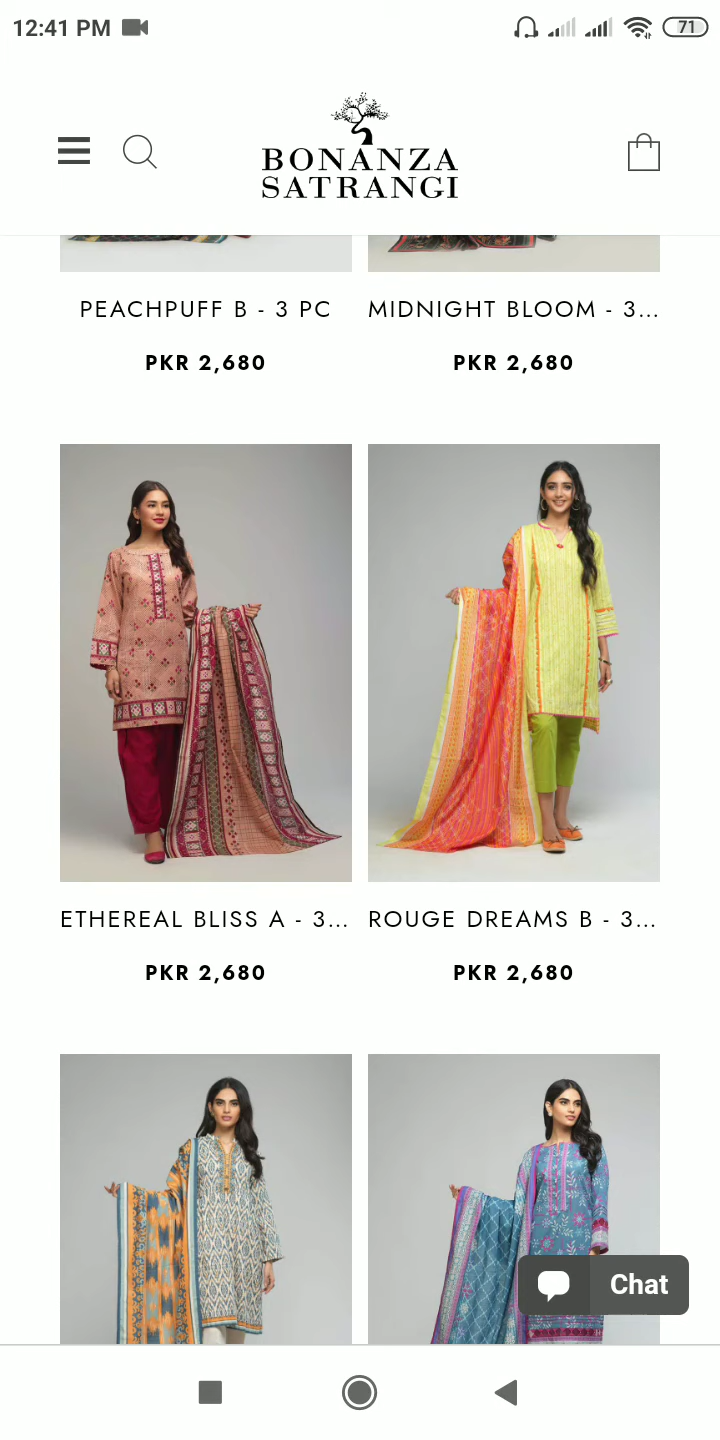 12:41 PM
71
BONANZA
SATRANGI
PEACHPUFF B - 3 PC
MIDNIGHT BLOOM - 3...
PKR 2,680
PKR 2,680
ETHEREAL BLISS A - 3...
ROUGE DREAMS B - 3...
PKR 2,680
PKR 2,680
Chat